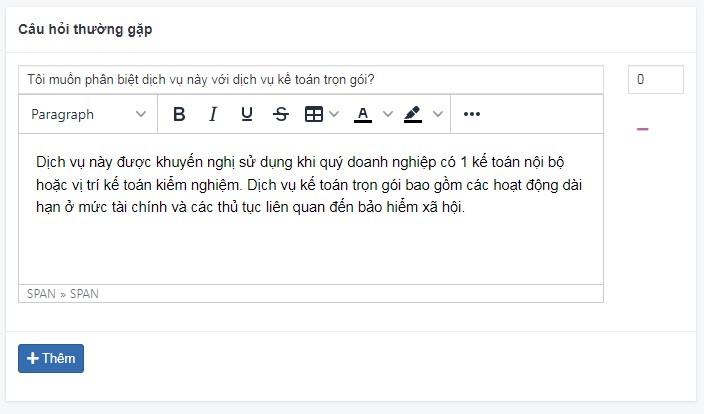 Câu hỏi thường gặp
Tôi muốn phân biệt dịch vụ này với dịch vụ kế toán trọn gói?
0
Paragraph
B I U S A
Dịch vụ này được khuyến nghị sử dụng khi quý doanh nghiệp có 1 kế toán nội bộ
hoặc vị trí kế toán kiểm nghiệm. Dịch vụ kế toán trọn gói bao gồm các hoạt động dài
hạn ở mức tài chính và các thủ tục liên quan đến bảo hiểm xã hội.
SPAN » SPAN
Thêm